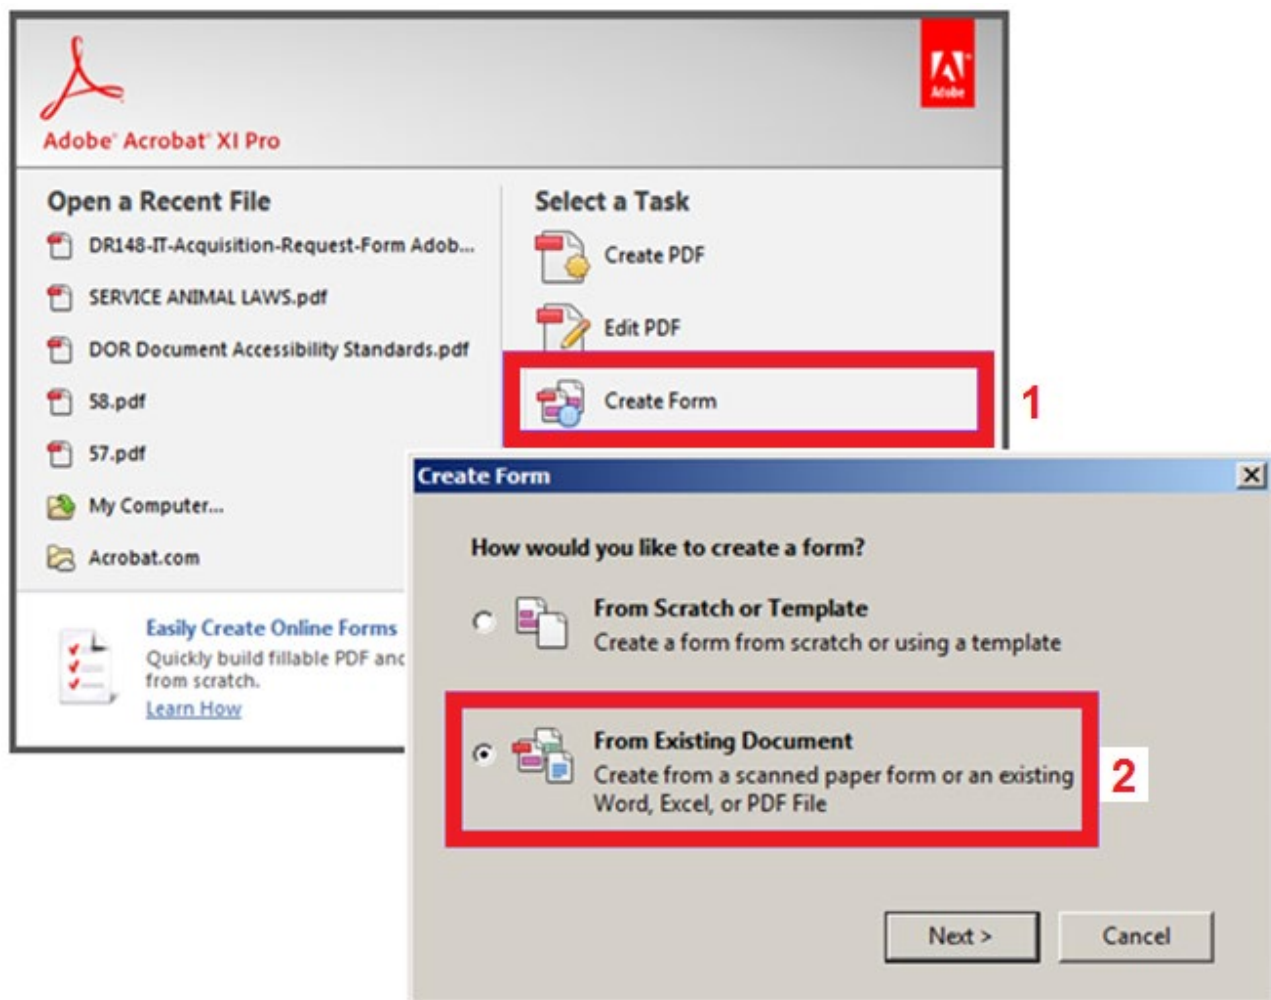 Adobe
Adobe® Acrobat® XI Pro
Open a Recent File
DR148-IT-Acquisition-Request-Form Adob...
SERVICE ANIMAL LAWS.pdf
DOR Document Accessibility Standards.pdf
58.pdf
57.pdf
My Computer...
Acrobat.com
Easily Create Online Forms
Quickly build fillable PDF and
from scratch.
Learn How
Select a Task
Create PDF
Edit PDF
Create Form
1
Create Form
How would you like to create a form?
From Scratch or Template
Create a form from scratch or using a template
From Existing Document
Create from a scanned paper form or an existing
Word, Excel, or PDF File
2
Next >
Cancel